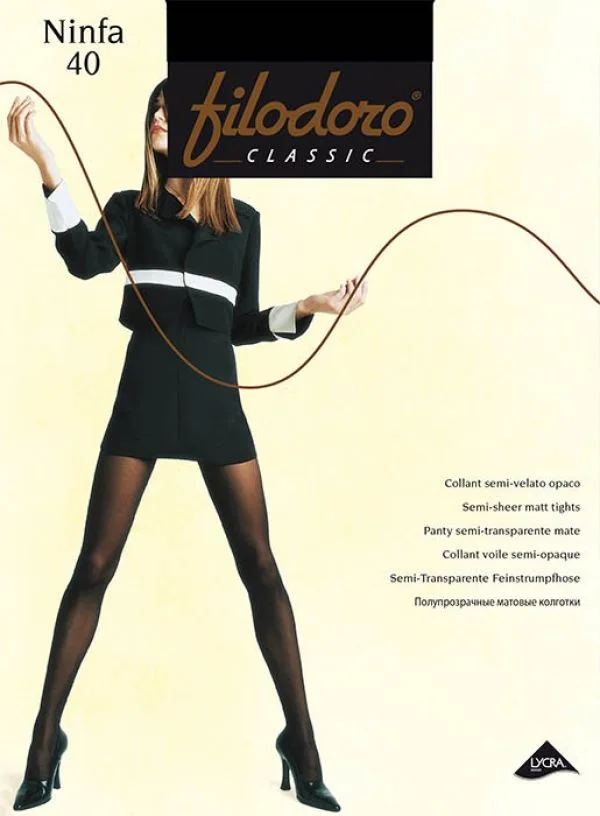 Ninfa
40
filodoro®
CLASSIC
Collant semi-velato opaco
Semi-sheer matt tights
Panty semi-transparente mate
Collant voile semi-opaque
Semi-Transparente Feinstrumpfhose
Полупрозрачные матовые колготки
LYCRA.